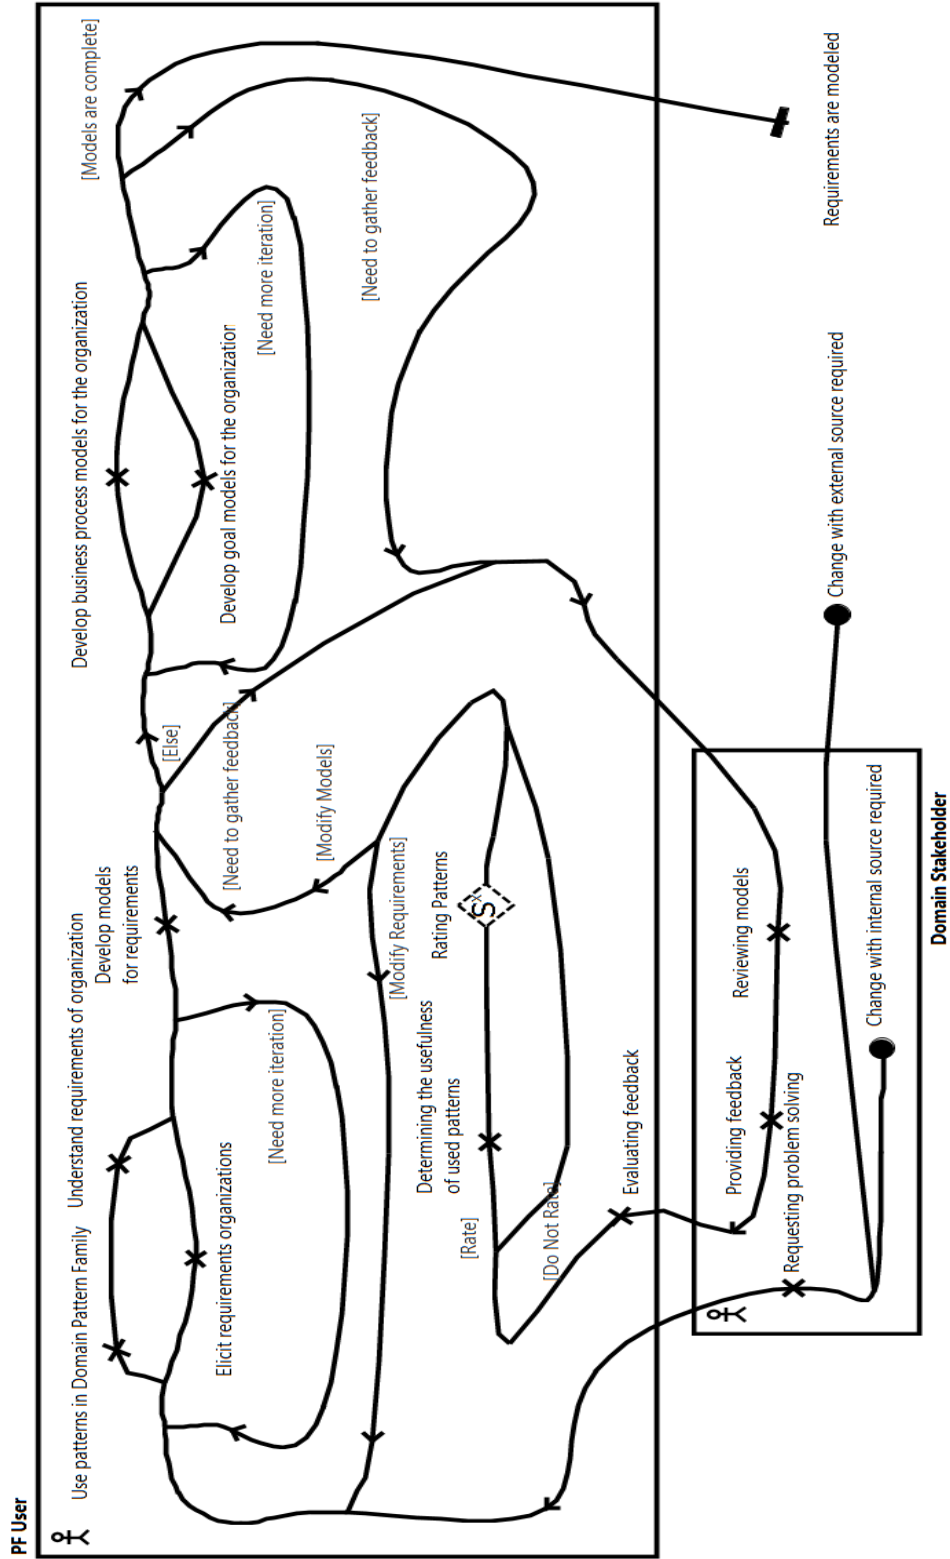 PF User
Use patterns in Domain Pattern Family
Understand requirements of organization
Develop models
for requirements
Develop business process models for the organization
[Models are complete]
Elicit requirements organizations
[Need more iteration]
[Else]
[Need to gather feedback]
Develop goal models for the organization
[Need more iteration]
[Modify Models]
[Need to gather feedback]
[Modify Requirements]
Determining the usefulness
of used patterns
Rating Patterns
S
[Rate]
[Do Not Rate]
Evaluating feedback
Providing feedback
Reviewing models
Requesting problem solving
Requirements are modeled
Change with external source required
Change with internal source required
Domain Stakeholder